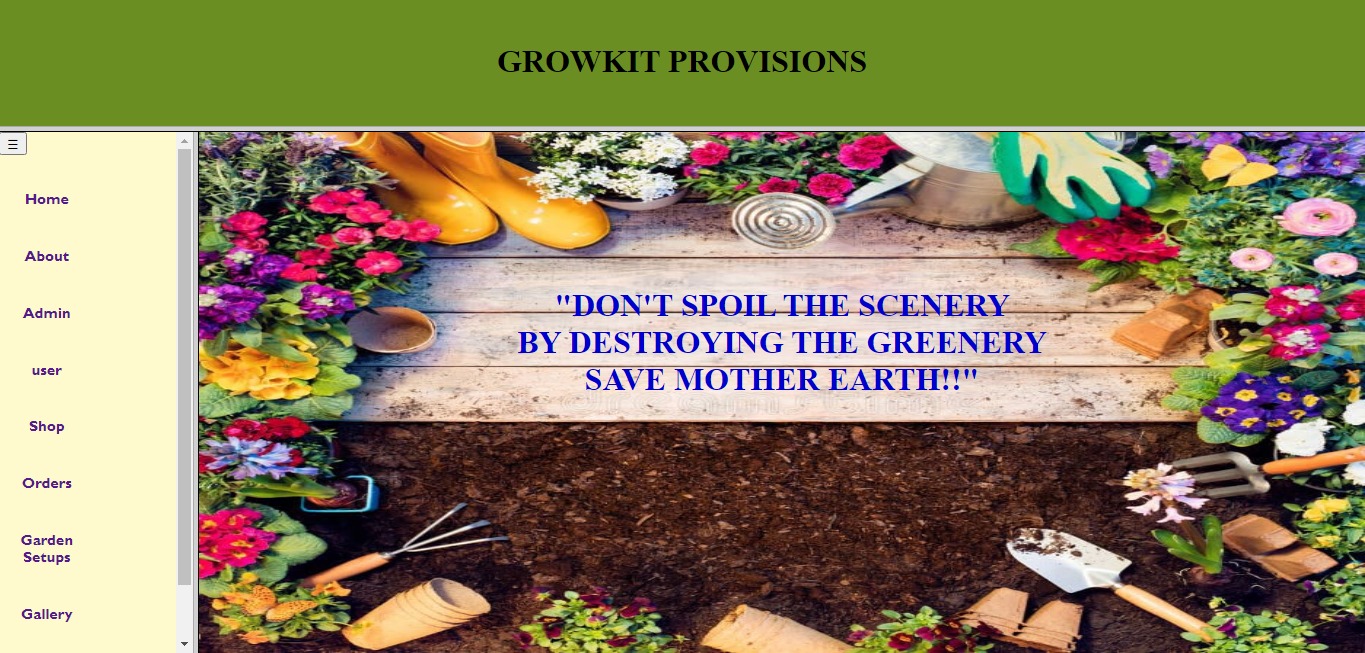 GROWKIT PROVISIONS
☰
Home
About
Admin
user
Shop
Orders
Garden
Setups
Gallery
"DON'T SPOIL THE SCENERY
BY DESTROYING THE GREENERY
SAVE MOTHER EARTH!!"